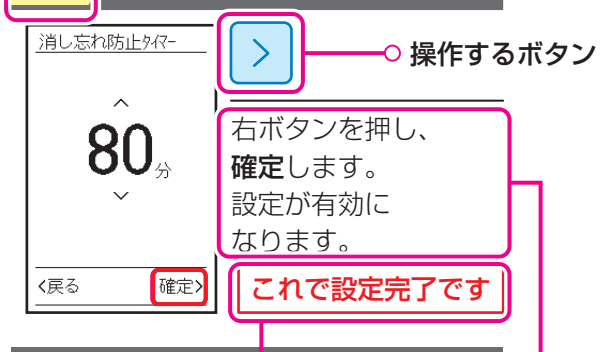 消し忘れ防止タイマー
80分
<戻る
確定>
>
操作するボタン
右ボタンを押し、
確定します。
設定が有効に
なります。
これで設定完了です